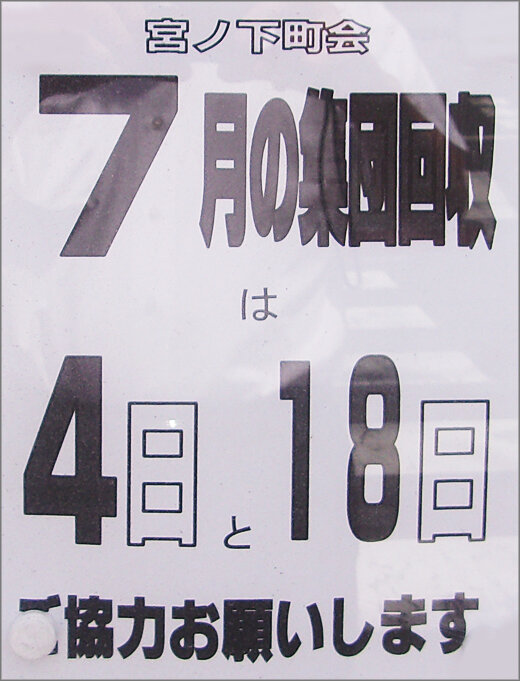 宮ノ下町会
7月の集団回収
は
4日と18日
ご協力お願いします